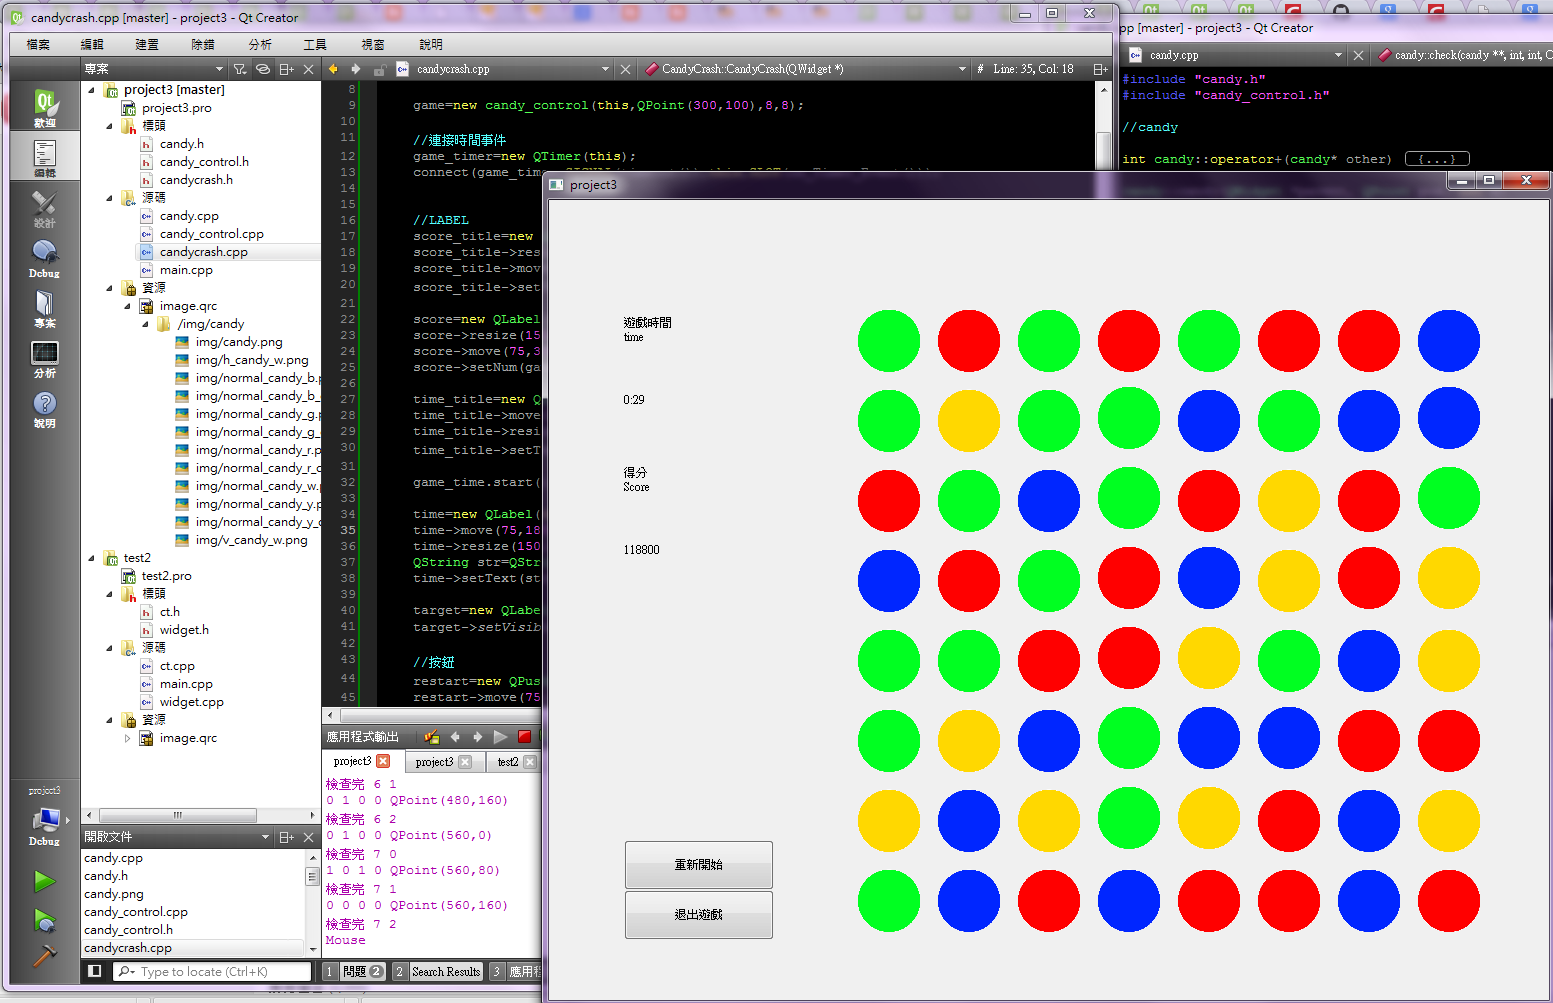 candycrash.cpp [master] - project3 - Qt Creator
檔案 編輯 建置 除錯 分析 工具 視窗 說明
專案
candycrash.cpp
CandyCrash::CandyCrash(QWidget *)
# Line: 35, Col: 18
歡迎
編輯
設計
Debug
專案
分析
說明
project3
Debug
project3 [master]
project3.pro
標頭
candy.h
candy_control.h
candycrash.h
源碼
candy.cpp
candy_control.cpp
candycrash.cpp
main.cpp
資源
image.qrc
/img/candy
img/candy.png
img/h_candy_w.png
img/normal_candy_b.p
img/normal_candy_b_
img/normal_candy_g.p
img/normal_candy_g_
img/normal_candy_r.p
img/normal_candy_r_c
img/normal_candy_w.
img/normal_candy_y.p
img/normal_candy_y_c
img/v_candy_w.png
test2
test2.pro
標頭
ct.h
widget.h
源碼
ct.cpp
main.cpp
widget.cpp
資源
image.qrc
開啟文件
candy.cpp
candy.h
candy.png
candy_control.cpp
candy_control.h
candycrash.cpp
8
9 game=new candy_control(this,QPoint(300,100),8,8);
10
11 //連接時間事件
12 game_timer=new QTimer(this);
13 connect(game_time
14
15
16 //LABEL
17 score_title=new
18 score_title->res
19 score_title->mov
20 score_title->set
21
22 score=new QLabel
23 score->resize(15
24 score->move(75,3
25 score->setNum(ga
26
27 time_title=new Q
28 time_title->move
29 time_title->resi
30 time_title->setT
31
32 game_time.start(
33
34 time=new QLabel(
35 time->move(75,18
36 time->resize(150
37 QString str=QStr
38 time->setText(st
39
40 target=new QLabe
41 target->setVisib
42
43 //按鈕
44 restart=new QPus
45 restart->move(75
應用程式輸出
project3 project3 test2
檢查完 6 1
0 1 0 0 QPoint(480,160)
檢查完 6 2
0 1 0 0 QPoint(560,0)
檢查完 7 0
1 0 1 0 QPoint(560,80)
檢查完 7 1
0 0 0 0 QPoint(560,160)
檢查完 7 2
Mouse
Type to locate (Ctrl+K)
1 問題 2 2 Search Results 3 應用程
pp [master] - project3 - Qt Creator
candy.cpp
candy::check(candy **, int, int, C
#include "candy.h"
#include "candy_control.h"
//candy
int candy::operator+(candy* other) {...}
project3
遊戲時間
time
0:29
得分
Score
118800
重新開始
退出遊戲